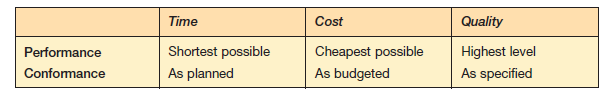 Time Cost Quality
Performance Shortest possible Cheapest possible Highest level
Conformance As planned As budgeted As specified